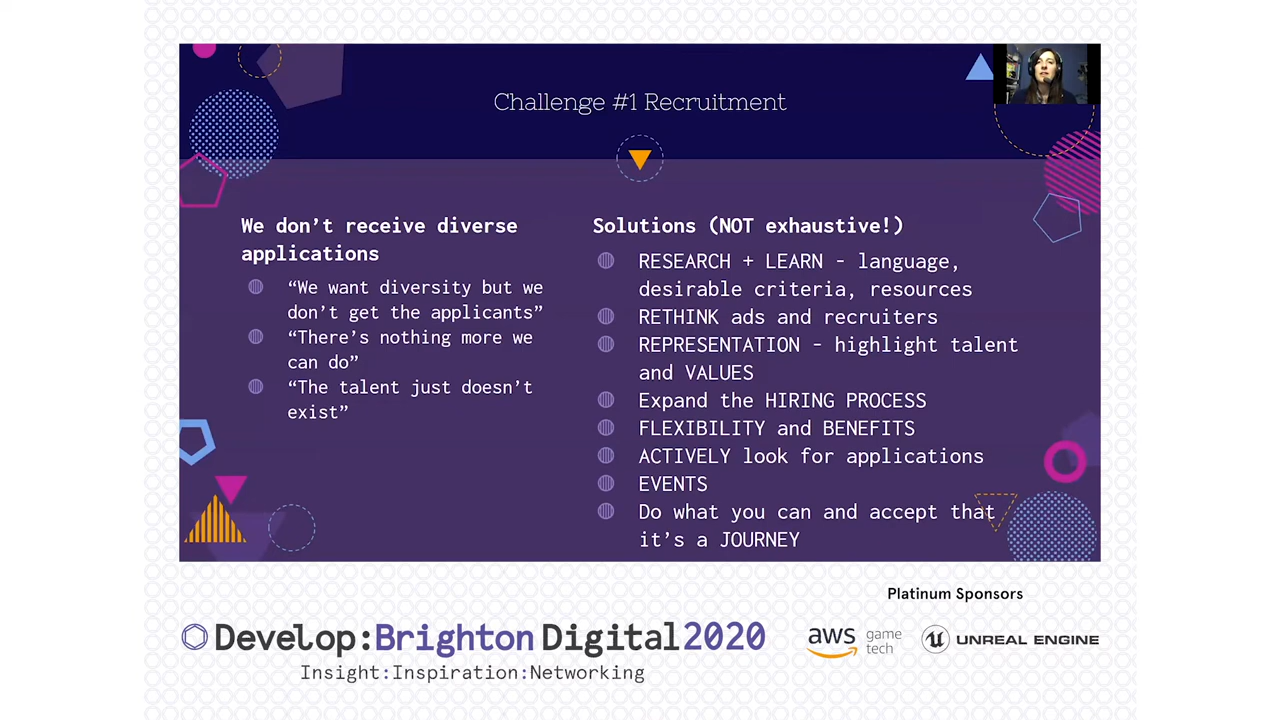 Challenge #1 Recruitment
We don't receive diverse
applications
“We want diversity but we
don't get the applicants”
“There's nothing more we
can do”
“The talent just doesn't
exist”
Solutions (NOT exhaustive!)
RESEARCH + LEARN - language,
desirable criteria, resources
RETHINK ads and recruiters
REPRESENTATION - highlight talent
and VALUES
Expand the HIRING PROCESS
FLEXIBILITY and BENEFITS
ACTIVELY look for applications
EVENTS
Do what you can and accept that
it's a JOURNEY
Platinum Sponsors
Develop:Brighton Digital 2020
Insight:Inspiration:Networking
aws game
tech
UNREAL ENGINE